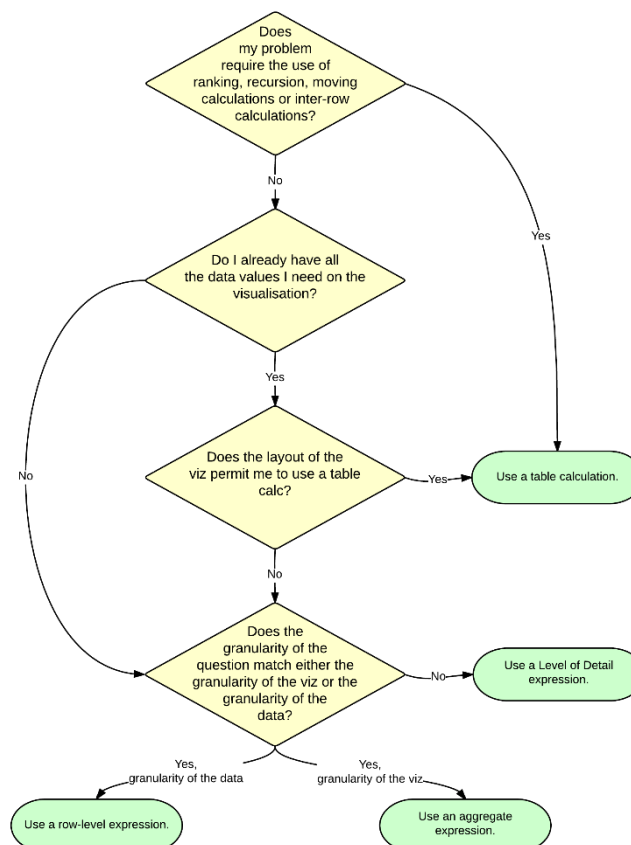 Does
my problem
require the use of
ranking, recursion, moving
calculations or inter-row
calculations?
No
Yes
Do I already have all
the data values I need on the
visualisation?
Yes
No
Does the layout of the
viz permit me to use a table
calc?
Yes
Use a table calculation.
No
Does the
granularity of the
question match either the
granularity of the viz or the
granularity of the
data?
No
Use a Level of Detail
expression.
Yes,
granularity of the data
Yes,
granularity of the viz
Use a row-level expression.
Use an aggregate
expression.